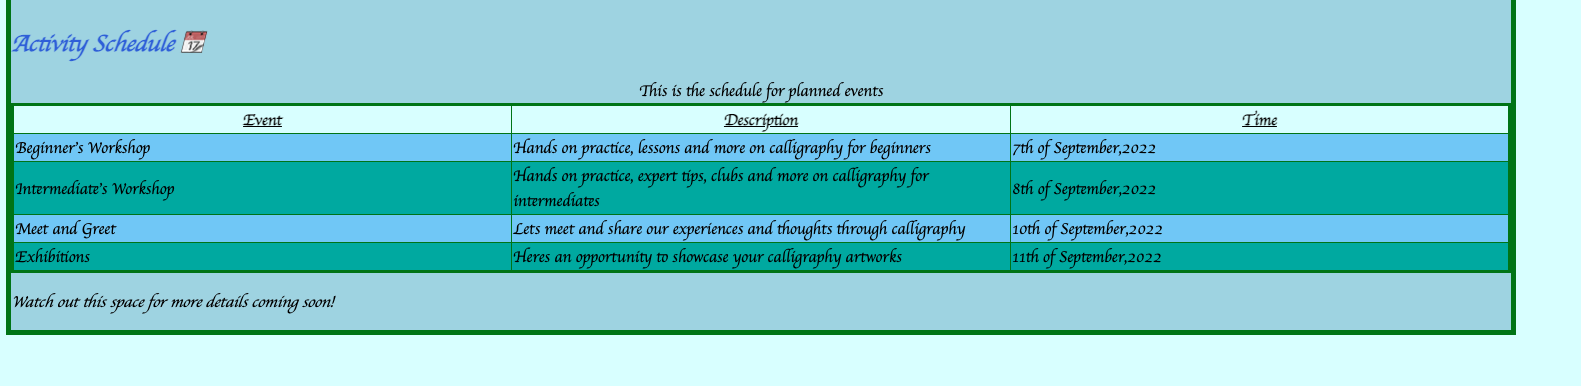 Activity Schedule 📅
This is the schedule for planned events
Event Description Time
Beginner's Workshop Hands on practice, lessons and more on calligraphy for beginners 7th of September,2022
Intermediate's Workshop Hands on practice, expert tips, clubs and more on calligraphy for
intermediates 8th of September,2022
Meet and Greet Lets meet and share our experiences and thoughts through calligraphy 10th of September,2022
Exhibitions Heres an opportunity to showcase your calligraphy artworks 11th of September,2022
Watch out this space for more details coming soon!